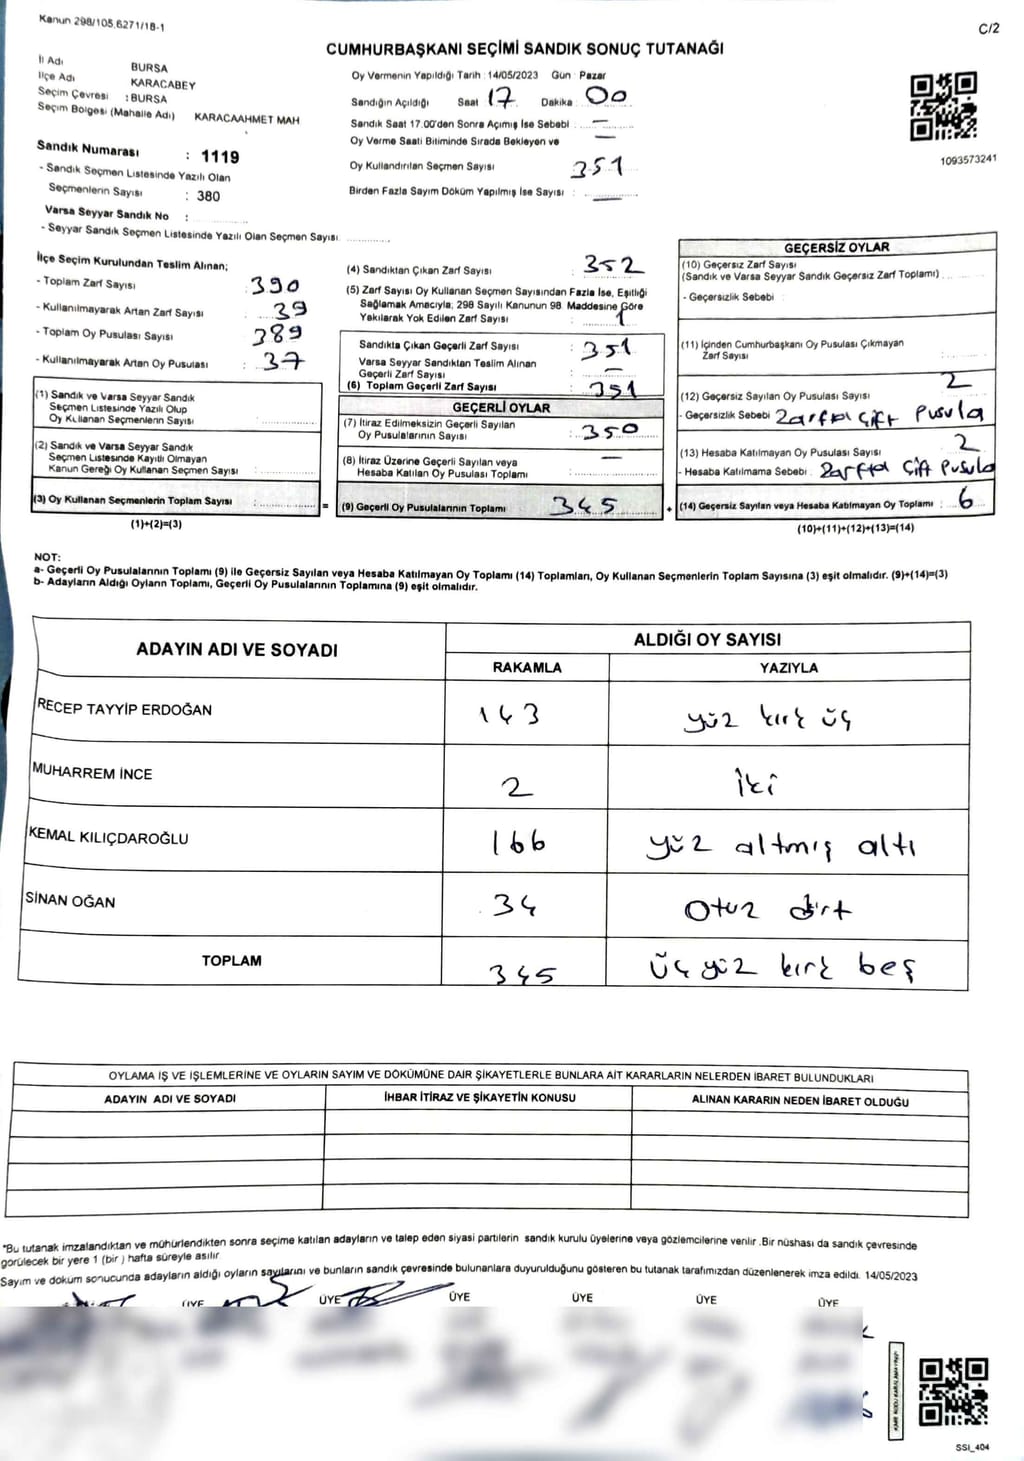 Kanun 298/105,6271/18-1
C/2
CUMHURBAŞKANI SEÇİMİ SANDIK SONUÇ TUTANAĞI
İl Adı BURSA
İlçe Adı KARACABEY
Seçim Çevresi : BURSA
Seçim Bölgesi (Mahalle Adı) KARACAAHMET MAH
Sandık Numarası : 1119
- Sandık Seçmen Listesinde Yazılı Olan
Seçmenlerin Sayısı : 380
Varsa Seyyar Sandık No :
- Seyyar Sandık Seçmen Listesinde Yazılı Olan Seçmen Sayısı
Oy Vermenin Yapıldığı Tarih : 14/05/2023 Gün : Pazar
Sandığın Açıldığı Saat 17 Dakika 00
Sandık Saat 17.00'den Sonra Açımış İse Sebebi : —
Oy Verme Saati Bitiminde Sırada Bekleyen ve —
Oy Kullandırılan Seçmen Sayısı 351
Birden Fazla Sayım Döküm Yapılmış İse Sayısı : —
1093573241
İlçe Seçim Kurulundan Teslim Alınan;
- Toplam Zarf Sayısı : 390
- Kullanılmayarak Artan Zarf Sayısı : 39
- Toplam Oy Pusulası Sayısı : 389
- Kullanılmayarak Artan Oy Pusulası : 37
(1) Sandık ve Varsa Seyyar Sandık
Seçmen Listesinde Yazılı Olup
Oy Kullanan Seçmenlerin Sayısı
(2) Sandık ve Varsa Seyyar Sandık
Seçmen Listesinde Kayıtlı Olmayan
Kanun Gereği Oy Kullanan Seçmen Sayısı
(3) Oy Kullanan Seçmenlerin Toplam Sayısı :
(1)+(2)=(3)
(4) Sandıktan Çıkan Zarf Sayısı : 352
(5) Zarf Sayısı Oy Kullanan Seçmen Sayısından Fazla İse, Eşitliği
Sağlamak Amacıyla, 298 Sayılı Kanunun 98. Maddesine Göre
Yakılarak Yok Edilen Zarf Sayısı : 1
Sandıkta Çıkan Geçerli Zarf Sayısı : 351
Varsa Seyyar Sandıktan Teslim Alınan
Geçerli Zarf Sayısı : —
(6) Toplam Geçerli Zarf Sayısı : 351
GEÇERLİ OYLAR
(7) İtiraz Edilmeksizin Geçerli Sayılan
Oy Pusulalarının Sayısı : 350
(8) İtiraz Üzerine Geçerli Sayılan veya —
Hesaba Katılan Oy Pusulası Toplamı :
= (9) Geçerli Oy Pusulalarının Toplamı 345
GEÇERSİZ OYLAR
(10) Geçersiz Zarf Sayısı
(Sandık ve Varsa Seyyar Sandık Geçersiz Zarf Toplamı)
- Geçersizlik Sebebi :
(11) İçinden Cumhurbaşkanı Oy Pusulası Çıkmayan
Zarf Sayısı
(12) Geçersiz Sayılan Oy Pusulası Sayısı : 2
- Geçersizlik Sebebi : Zarftal Çift Pusula
(13) Hesaba Katılmayan Oy Pusulası Sayısı : 2
- Hesaba Katılmama Sebebi : Zarftal Çift Pusula
+ (14) Geçersiz Sayılan veya Hesaba Katılmayan Oy Toplamı : 6
(10)+(11)+(12)+(13)=(14)
NOT:
a- Geçerli Oy Pusulalarının Toplamı (9) ile Geçersiz Sayılan veya Hesaba Katılmayan Oy Toplamı (14) Toplamları, Oy Kullanan Seçmenlerin Toplam Sayısına (3) eşit olmalıdır. (9)+(14)=(3)
b- Adayların Aldığı Oyların Toplamı, Geçerli Oy Pusulalarının Toplamına (9) eşit olmalıdır.
ADAYIN ADI VE SOYADI ALDIĞI OY SAYISI
RAKAMLA YAZIYLA
RECEP TAYYİP ERDOĞAN 143 yüz kırk üç
MUHARREM İNCE 2 iki
KEMAL KILIÇDAROĞLU 166 yüz altmış altı
SİNAN OĞAN 34 otuz dört
TOPLAM 345 üç yüz kırk beş
OYLAMA İŞ VE İŞLEMLERİNE VE OYLARIN SAYIM VE DÖKÜMÜNE DAİR ŞİKAYETLERLE BUNLARA AİT KARARLARIN NELERDEN İBARET BULUNDUKLARI
ADAYIN ADI VE SOYADI İHBAR İTİRAZ VE ŞİKAYETİN KONUSU ALINAN KARARIN NEDEN İBARET OLDUĞU
*Bu tutanak imzalandıktan ve mühürlendikten sonra seçime katılan adayların ve talep eden siyasi partilerin sandık kurulu üyelerine veya gözlemcilerine verilir .Bir nüshası da sandık çevresinde
görülecek bir yere 1 (bir ) hafta süreyle asılır.
Sayım ve döküm sonucunda adayların aldığı oyların sayılarını ve bunların sandık çevresinde bulunanlara duyurulduğunu gösteren bu tutanak tarafımızdan düzenlenerek imza edildi. 14/05/2023
ÜYE ÜYE ÜYE ÜYE ÜYE ÜYE
SSI_404